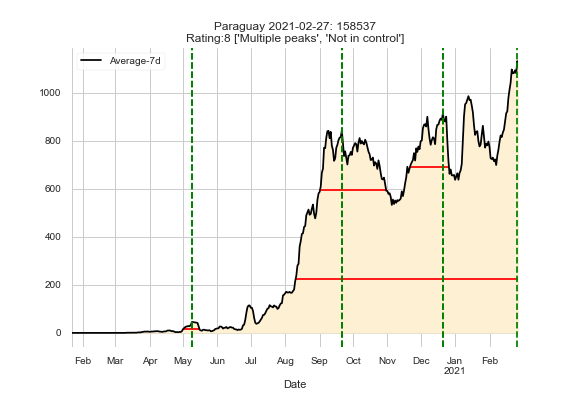 Paraguay 2021-02-27: 158537
Rating:8 ['Multiple peaks', 'Not in control']
Average-7d
800
600
400
200
0
Feb Mar Apr May Jun Jul Aug Sep Oct Nov Dec Jan Feb
2021
Date